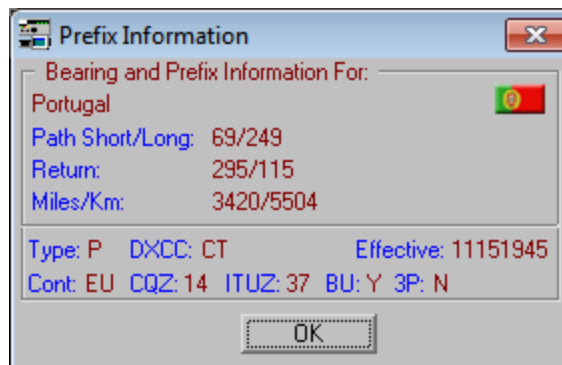 Prefix Information
Bearing and Prefix Information For:
Portugal
Path Short/Long: 69/249
Return: 295/115
Miles/Km: 3420/5504
Type: P DXCC: CT Effective: 11151945
Cont: EU CQZ: 14 ITUZ: 37 BU: Y 3P: N
OK